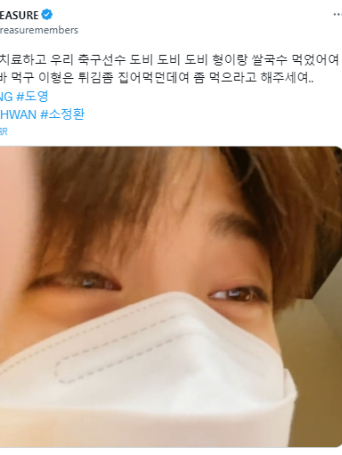 EASURE
reasuremembers
치료하고 우리 축구선수 도비 도비 도비 형이랑 쌀국수 먹었어여
바 먹구 이형은 튀김좀 집어먹던데여 좀 먹으라고 해주세여..
NG #도영
HWAN #소정환
訳